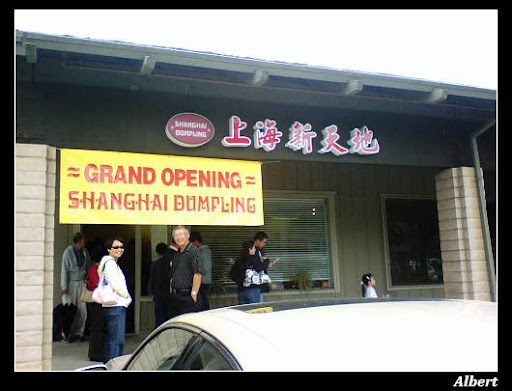 SHANGHAI
DUMPLING
上海新天地
= GRAND OPENING =
SHANGHAI DUMPLING
Albert